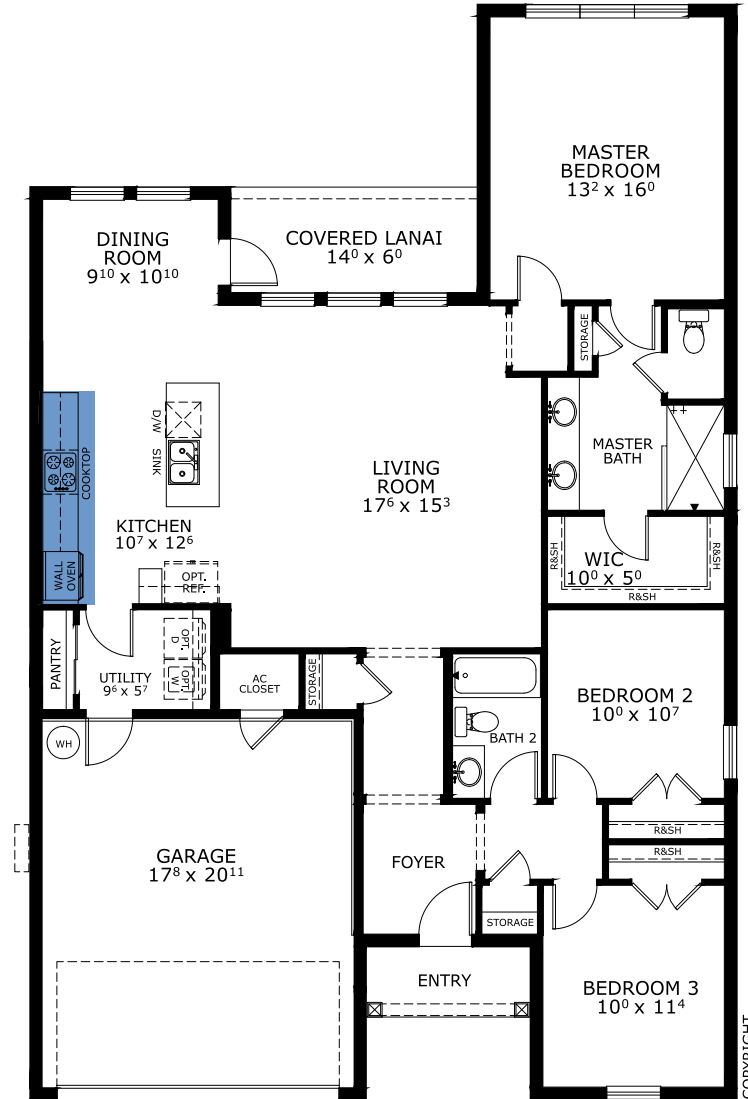 MASTER
BEDROOM
13² x 16⁰
DINING
ROOM
9¹⁰ x 10¹⁰
COVERED LANAI
14⁰ x 6⁰
STORAGE
D/W
SINK
COOKTOP
WALL
OVEN
KITCHEN
10⁷ x 12⁶
OPT.
REF.
LIVING
ROOM
17⁶ x 15³
MASTER
BATH
WIC
10⁰ x 5⁰
R&SH
R&SH
R&SH
PANTRY
UTILITY
9⁶ x 5⁷
OPT.
D
OPT.
W
AC
CLOSET
STORAGE
BATH 2
BEDROOM 2
10⁰ x 10⁷
WH
R&SH
R&SH
GARAGE
17⁸ x 20¹¹
FOYER
STORAGE
ENTRY
BEDROOM 3
10⁰ x 11⁴
COPYRIGHT